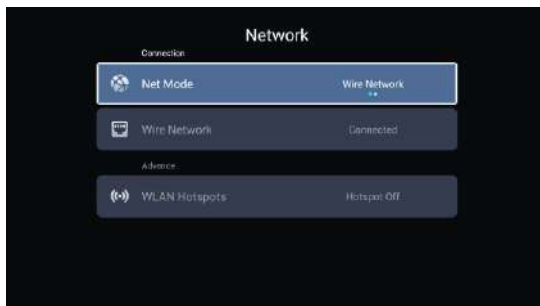 Network
Connection
Net Mode
Wire Network
Wire Network
Connected
Advance
WLAN Hotspots
Hotspot Off